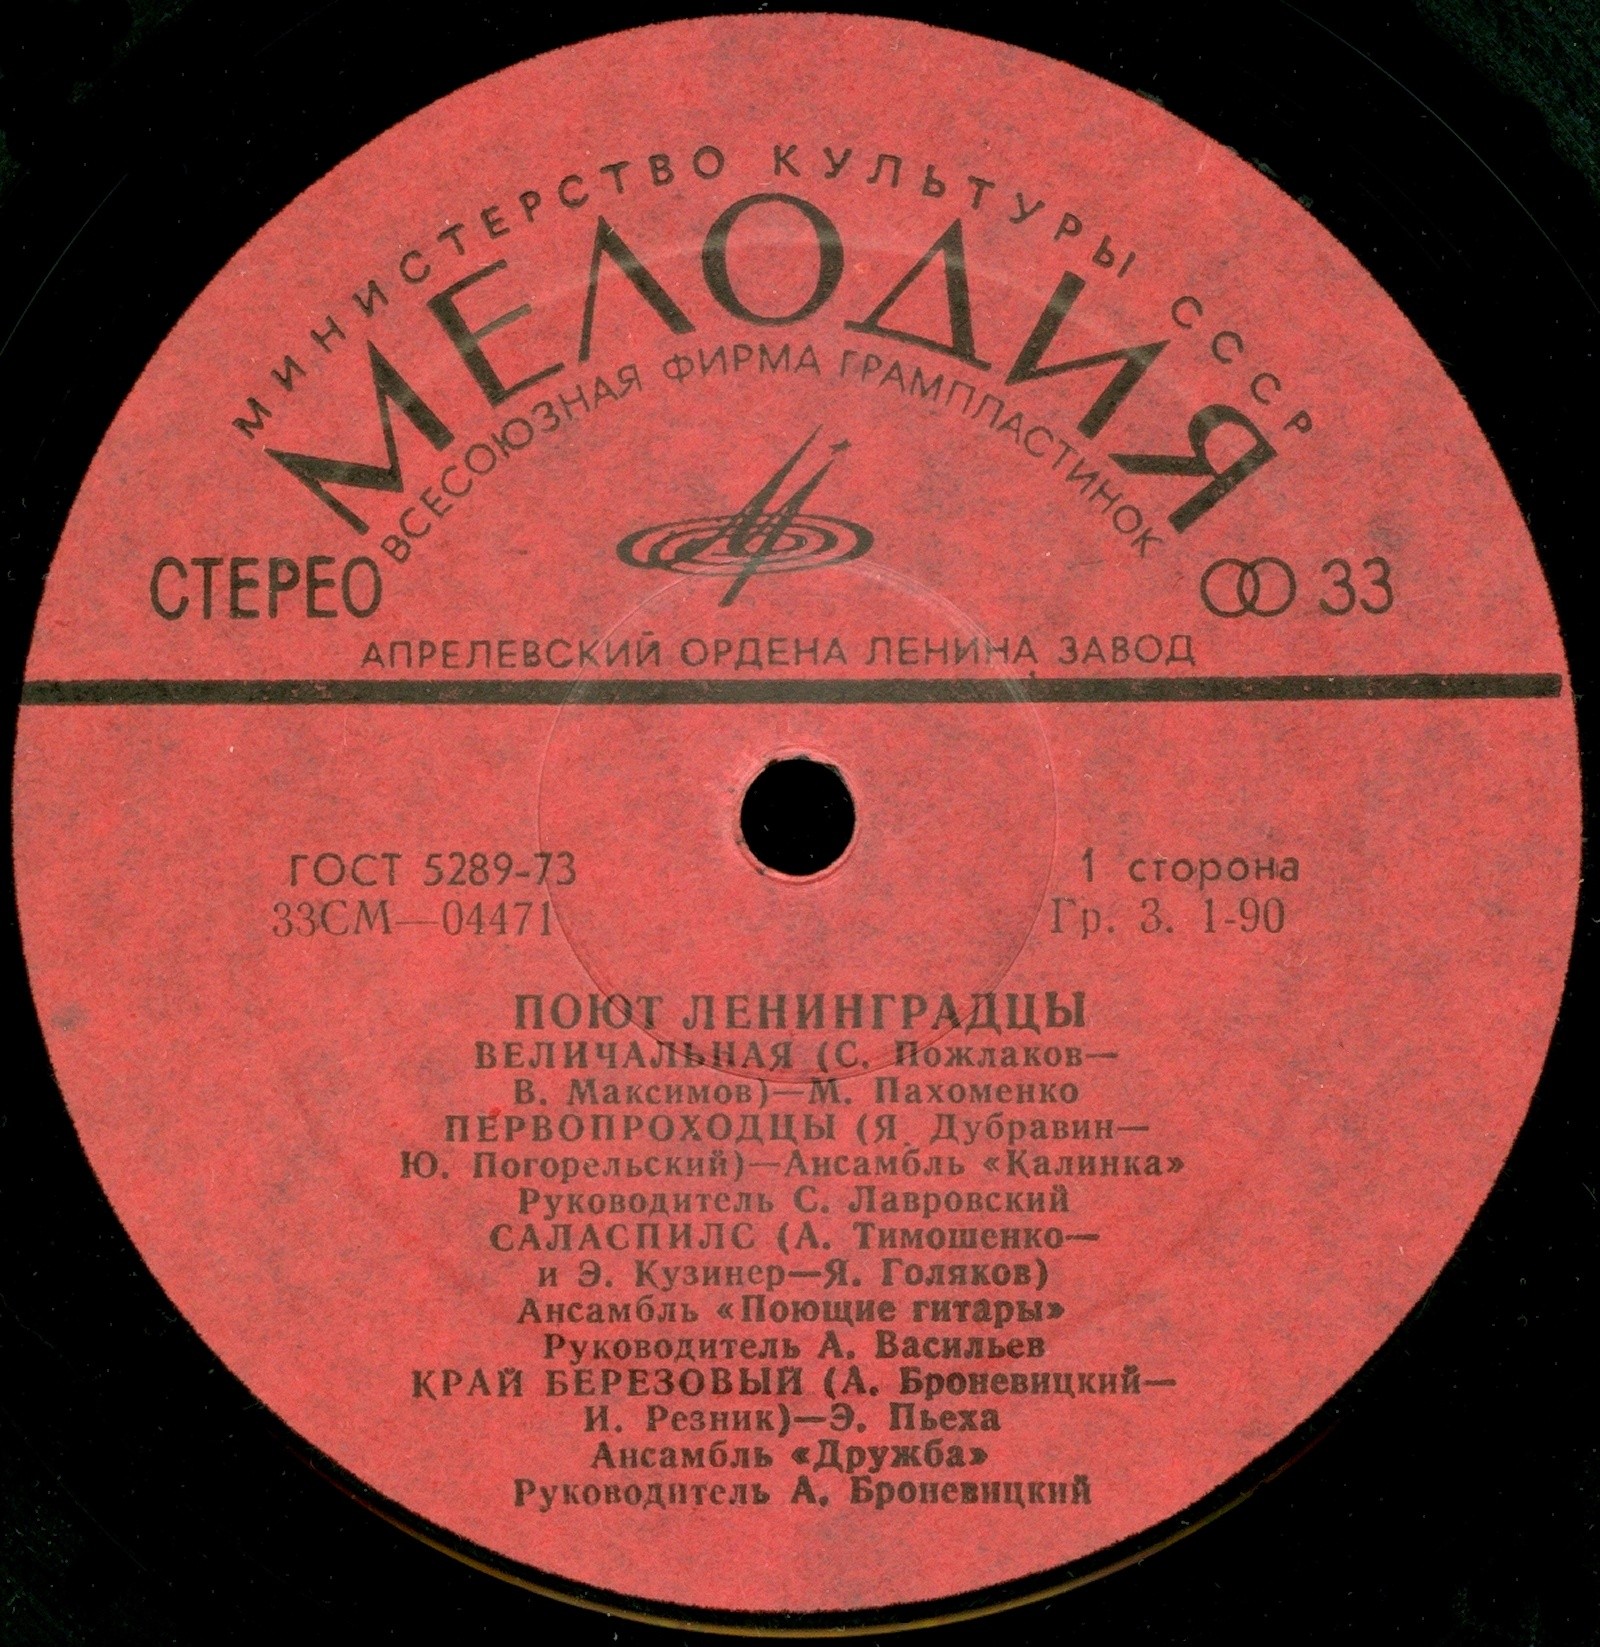 МИНИСТЕРСТВО КУЛЬТУРЫ СССР
МЕЛОДИЯ
ВСЕСОЮЗНАЯ ФИРМА ГРАМПЛАСТИНОК
СТЕРЕО
33
АПРЕЛЕВСКИЙ ОРДЕНА ЛЕНИНА ЗАВОД
ГОСТ 5289-73
1 сторона
33СМ—04471
Гр. 3. 1-90
ПОЮТ ЛЕНИНГРАДЦЫ
ВЕЛИЧАЛЬНАЯ (С. Пожлаков—
В. Максимов)—М. Пахоменко
ПЕРВОПРОХОДЦЫ (Я. Дубравин—
Ю. Погорельский)—Ансамбль «Калинка»
Руководитель С. Лавровский
САЛАСПИЛС (А. Тимошенко—
и Э. Кузинер—Я. Голяков)
Ансамбль «Поющие гитары»
Руководитель А. Васильев
КРАЙ БЕРЕЗОВЫЙ (А. Броневицкий—
И. Резник)—Э. Пьеха
Ансамбль «Дружба»
Руководитель А. Броневицкий